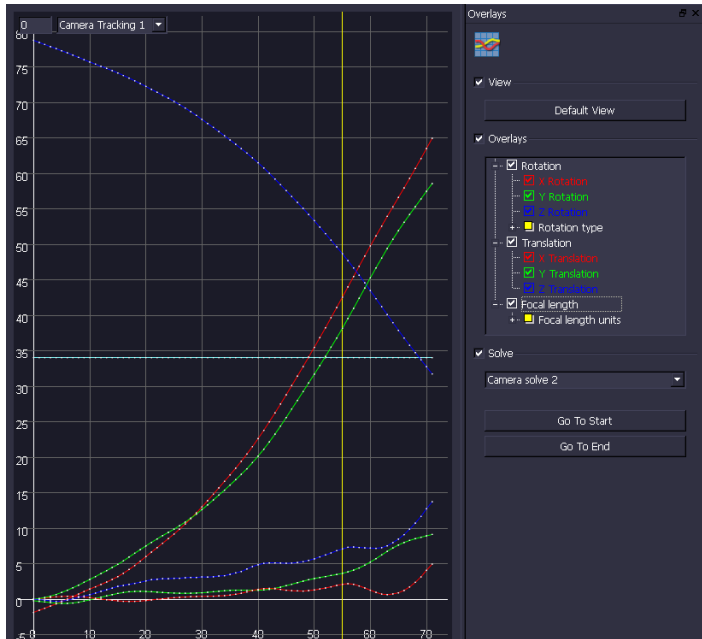 0
Camera Tracking 1
80
75
70
65
60
55
50
45
40
35
30
25
20
15
10
5
0
-5
0
10
20
30
40
50
60
70
Overlays
View
Default View
Overlays
Rotation
X Rotation
Y Rotation
Z Rotation
Rotation type
Translation
X Translation
Y Translation
Z Translation
Focal length
Focal length units
Solve
Camera solve 2
Go To Start
Go To End